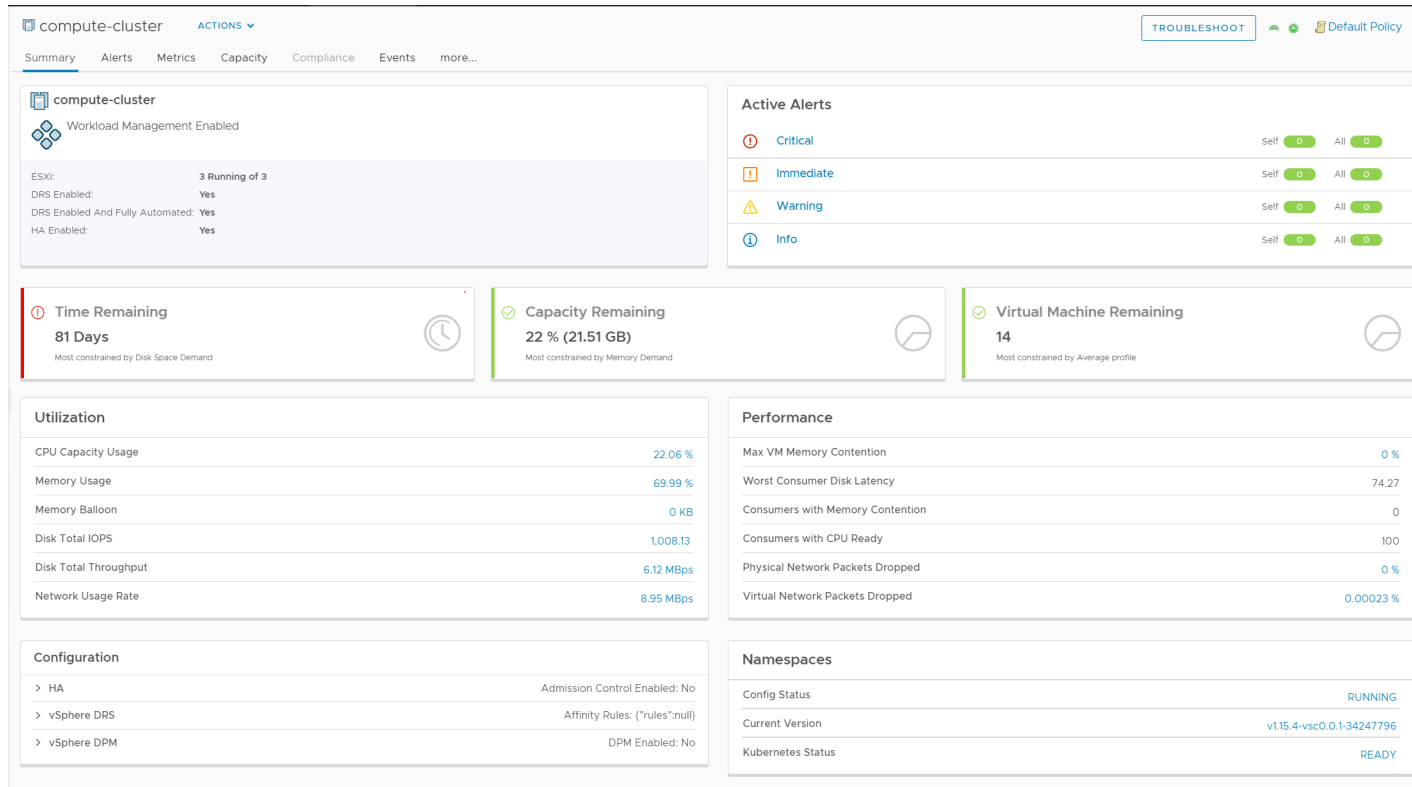 compute-cluster ACTIONS TROUBLESHOOT Default Policy
Summary Alerts Metrics Capacity Compliance Events more...
compute-cluster
Workload Management Enabled
ESXi: 3 Running of 3
DRS Enabled: Yes
DRS Enabled And Fully Automated: Yes
HA Enabled: Yes
Active Alerts
Critical Self 0 All 0
Immediate Self 0 All 0
Warning Self 0 All 0
Info Self 0 All 0
Time Remaining
81 Days
Most constrained by Disk Space Demand
Capacity Remaining
22 % (21.51 GB)
Most constrained by Memory Demand
Virtual Machine Remaining
14
Most constrained by Average profile
Utilization
CPU Capacity Usage 22.06 %
Memory Usage 69.99 %
Memory Balloon 0 KB
Disk Total IOPS 1,008.13
Disk Total Throughput 6.12 MBps
Network Usage Rate 8.95 MBps
Performance
Max VM Memory Contention 0 %
Worst Consumer Disk Latency 74.27
Consumers with Memory Contention 0
Consumers with CPU Ready 100
Physical Network Packets Dropped 0 %
Virtual Network Packets Dropped 0.00023 %
Configuration
HA Admission Control Enabled: No
vSphere DRS Affinity Rules: {"rules":null}
vSphere DPM DPM Enabled: No
Namespaces
Config Status RUNNING
Current Version v1.15.4-vsc0.0.1-34247796
Kubernetes Status READY